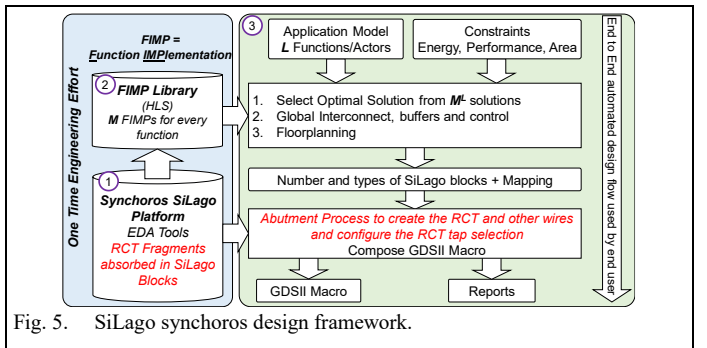 One Time Engineering Effort
FIMP =
Function IMPlementation
2
FIMP Library
(HLS)
M FIMPs for every
function
1
Synchoros SiLago
Platform
EDA Tools
RCT Fragments
absorbed in SiLago
Blocks
3
Application Model
L Functions/Actors
Constraints
Energy, Performance, Area
1. Select Optimal Solution from M^L solutions
2. Global Interconnect, buffers and control
3. Floorplanning
Number and types of SiLago blocks + Mapping
Abutment Process to create the RCT and other wires
and configure the RCT tap selection
Compose GDSII Macro
GDSII Macro
Reports
End to End automated design flow used by end user
Fig. 5. SiLago synchoros design framework.